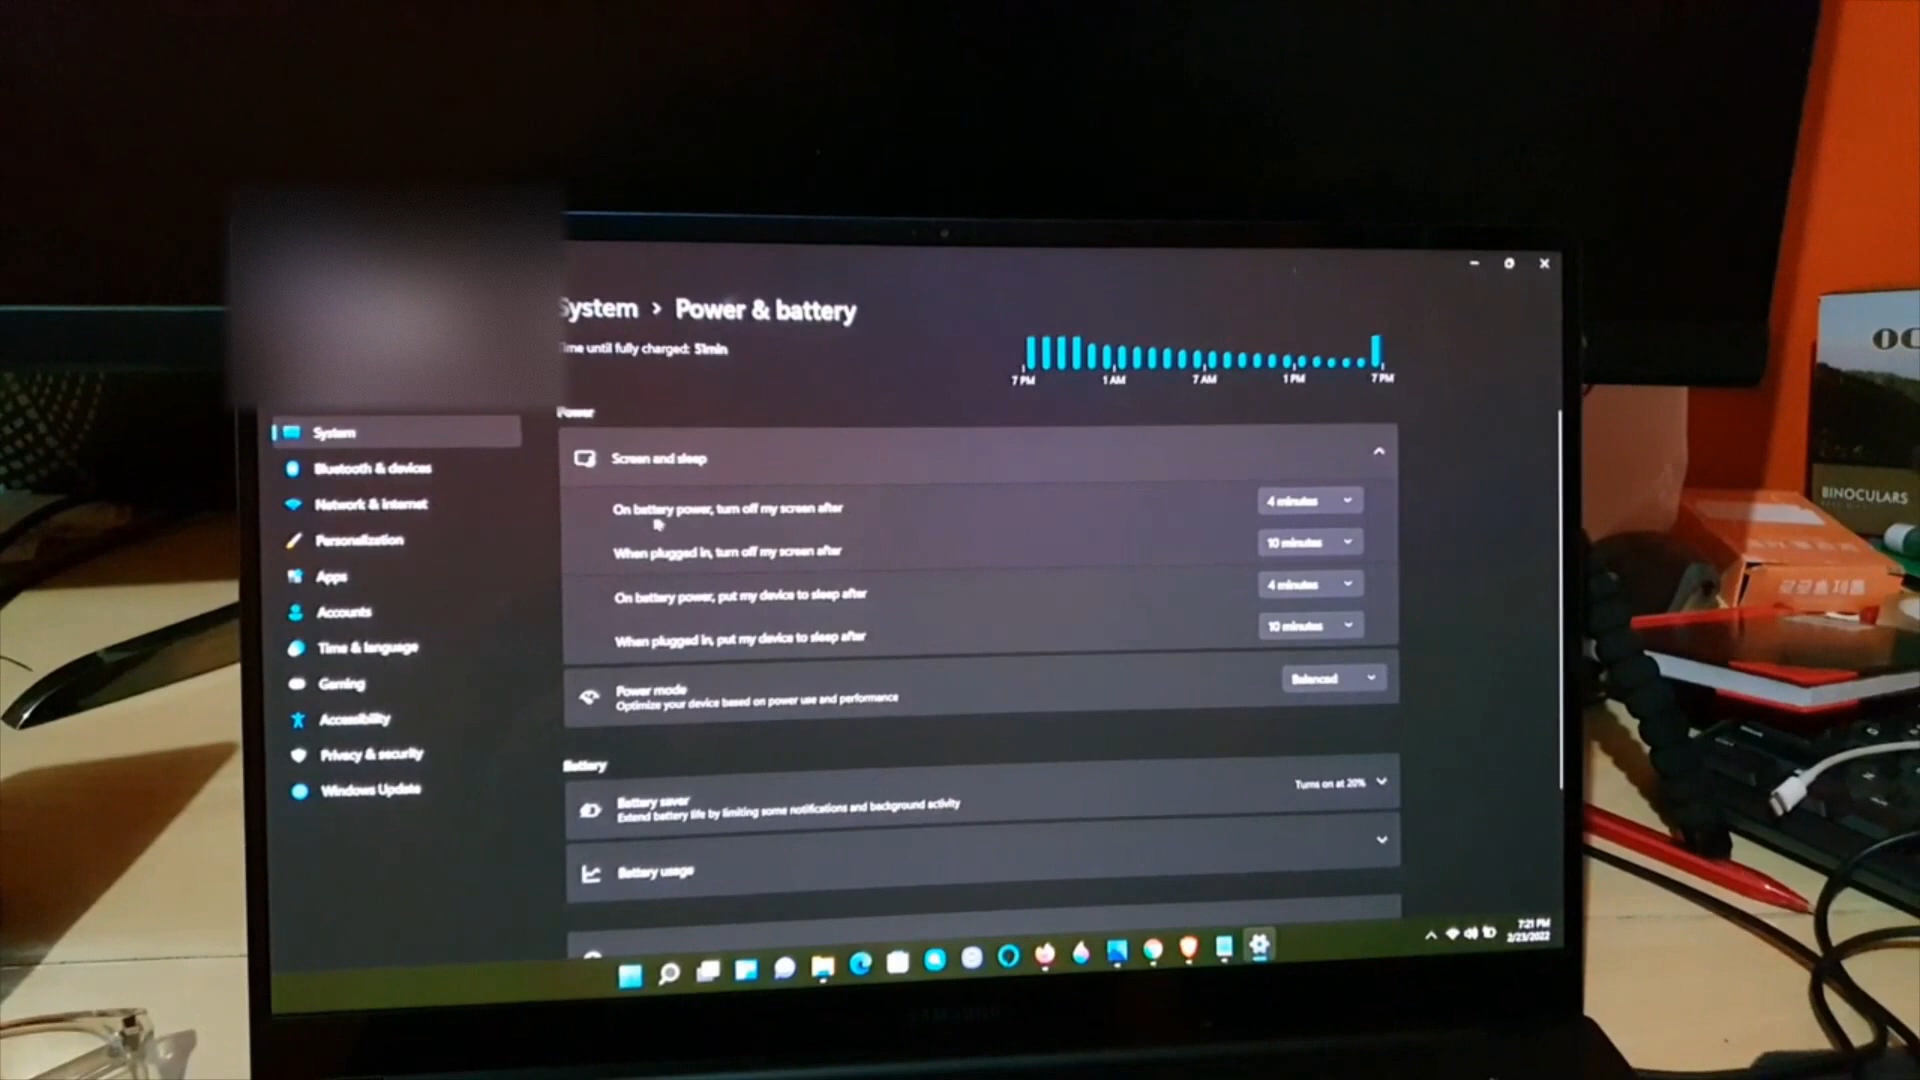 System > Power & battery
Time until fully charged: 51min
7 PM 1 AM 7 AM 1 PM 7 PM
Power
System
Bluetooth & devices
Network & internet
Personalization
Apps
Accounts
Time & language
Gaming
Accessibility
Privacy & security
Windows Update
Screen and sleep
On battery power, turn off my screen after 4 minutes
When plugged in, turn off my screen after 10 minutes
On battery power, put my device to sleep after 4 minutes
When plugged in, put my device to sleep after 10 minutes
Power mode
Optimize your device based on power use and performance
Balanced
Battery
Battery saver
Extend battery life by limiting some notifications and background activity
Turns on at 20%
Battery usage
7:21 PM
2/23/2022
SAMSUNG
BINOCULARS